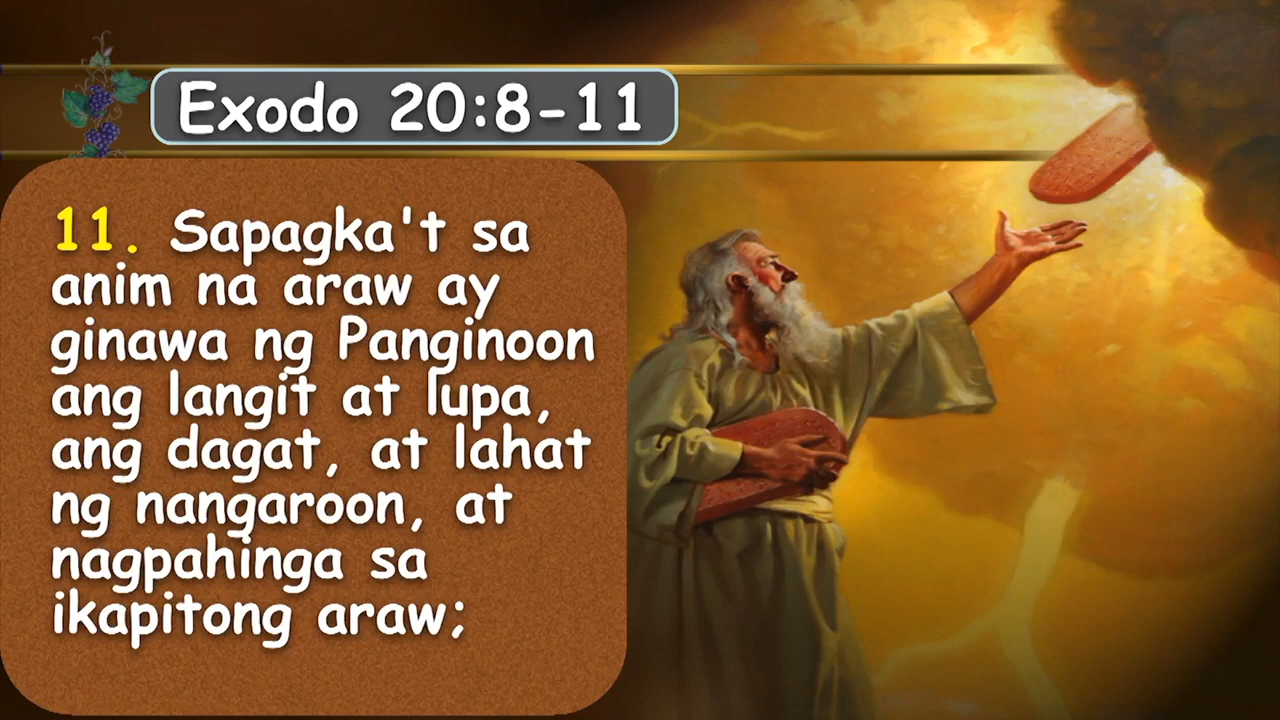 Exodo 20:8-11
11. Sapagka't sa
anim na araw ay
ginawa ng Panginoon
ang langit at lupa,
ang dagat, at lahat
ng nangaroon, at
nagpahinga sa
ikapitong araw;